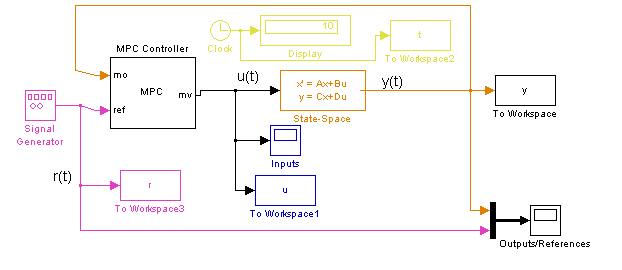 10
t
Clock
Display
To Workspace2
MPC Controller
mo
MPC
mv
ref
u(t)
x' = Ax+Bu
y = Cx+Du
State-Space
y(t)
y
To Workspace
Signal
Generator
Inputs
r(t)
r
To Workspace3
u
To Workspace1
Outputs/References